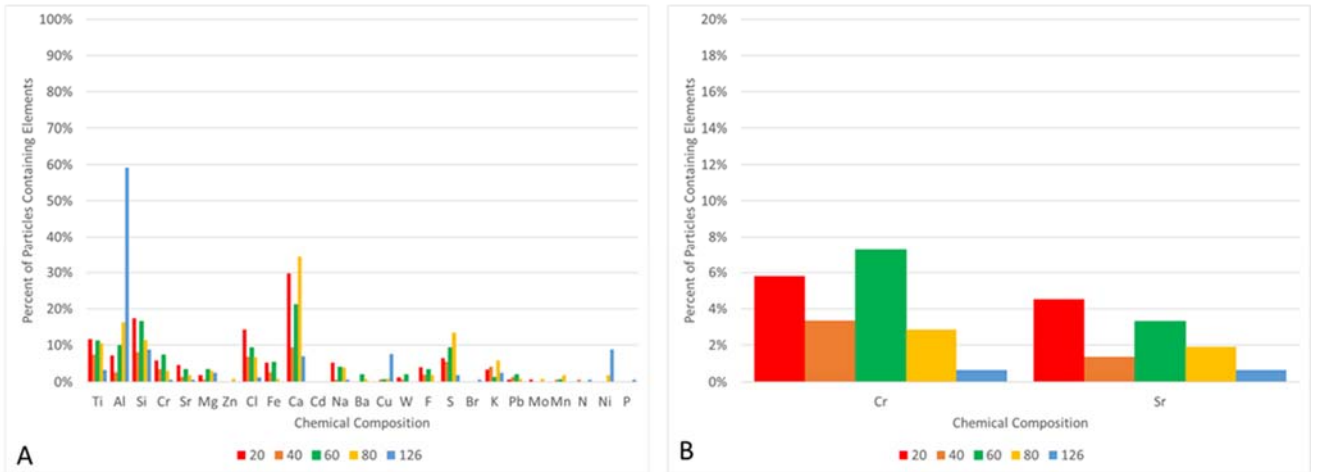 100%
90%
80%
70%
60%
50%
40%
30%
20%
10%
0%
Percent of Particles Containing Elements
Ti Al Si Cr Sr Mg Zn Cl Fe Ca Cd Na Ba Cu W F S Br K Pb Mo Mn N Ni P
Chemical Composition
20 40 60 80 126
A
20%
18%
16%
14%
12%
10%
8%
6%
4%
2%
0%
Percent of Particles Containing Elements
Cr Sr
Chemical Composition
20 40 60 80 126
B